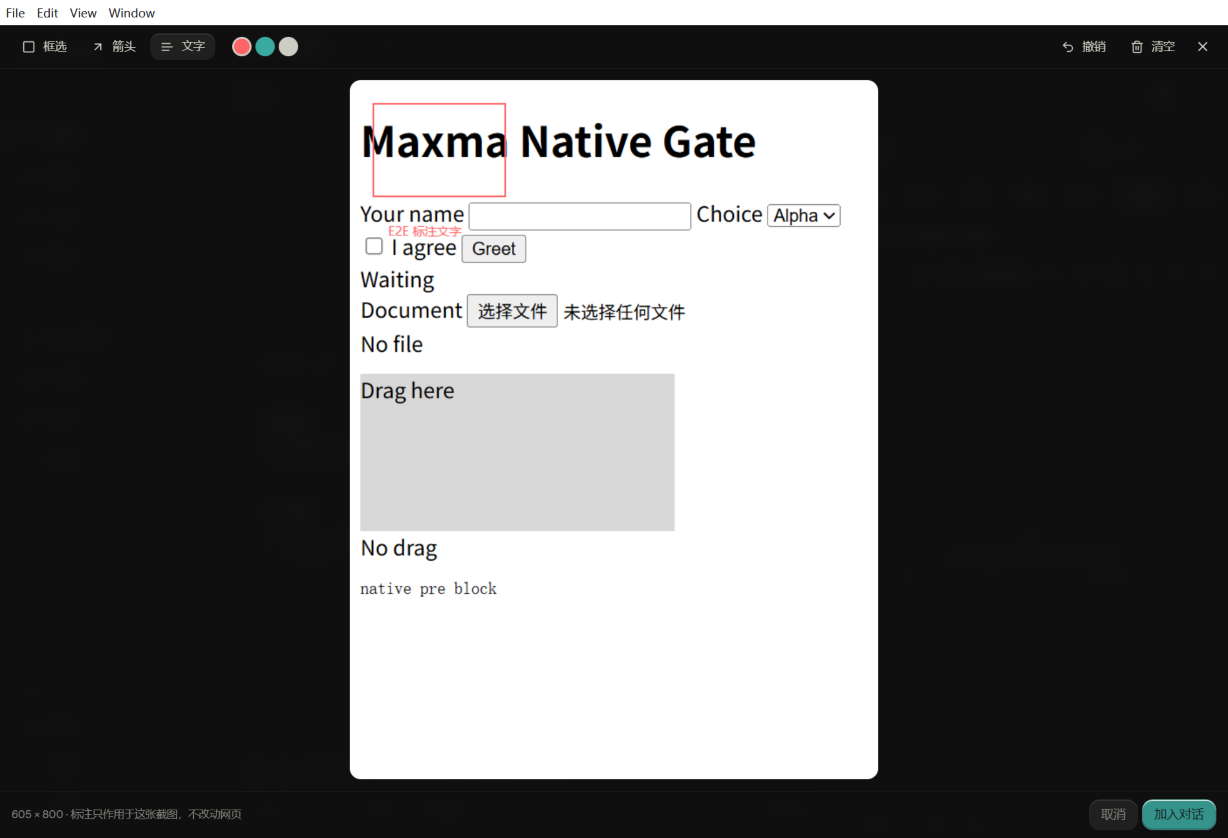 File Edit View Window
框选 箭头 文字 撤销 清空
Maxma Native Gate
Your name Choice Alpha
E2E 标注文字
I agree Greet
Waiting
Document 选择文件 未选择任何文件
No file
Drag here
No drag
native pre block
605 × 800 · 标注只作用于这张截图，不改动网页 取消 加入对话